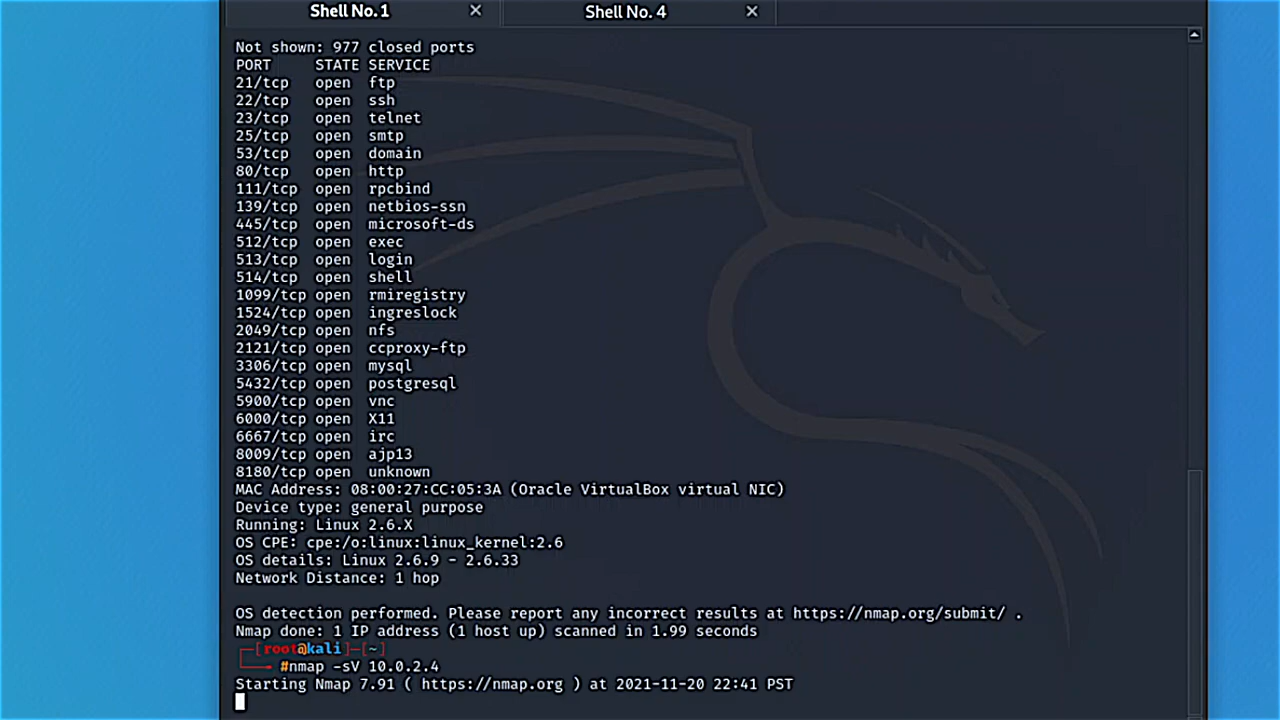 Shell No. 1 × Shell No. 4 ×
Not shown: 977 closed ports
PORT     STATE SERVICE
21/tcp   open  ftp
22/tcp   open  ssh
23/tcp   open  telnet
25/tcp   open  smtp
53/tcp   open  domain
80/tcp   open  http
111/tcp  open  rpcbind
139/tcp  open  netbios-ssn
445/tcp  open  microsoft-ds
512/tcp  open  exec
513/tcp  open  login
514/tcp  open  shell
1099/tcp open  rmiregistry
1524/tcp open  ingreslock
2049/tcp open  nfs
2121/tcp open  ccproxy-ftp
3306/tcp open  mysql
5432/tcp open  postgresql
5900/tcp open  vnc
6000/tcp open  X11
6667/tcp open  irc
8009/tcp open  ajp13
8180/tcp open  unknown
MAC Address: 08:00:27:CC:05:3A (Oracle VirtualBox virtual NIC)
Device type: general purpose
Running: Linux 2.6.X
OS CPE: cpe:/o:linux:linux_kernel:2.6
OS details: Linux 2.6.9 - 2.6.33
Network Distance: 1 hop
OS detection performed. Please report any incorrect results at https://nmap.org/submit/ .
Nmap done: 1 IP address (1 host up) scanned in 1.99 seconds
┌─[root@kali]─[~]
└──╼ #nmap -sV 10.0.2.4
Starting Nmap 7.91 ( https://nmap.org ) at 2021-11-20 22:41 PST